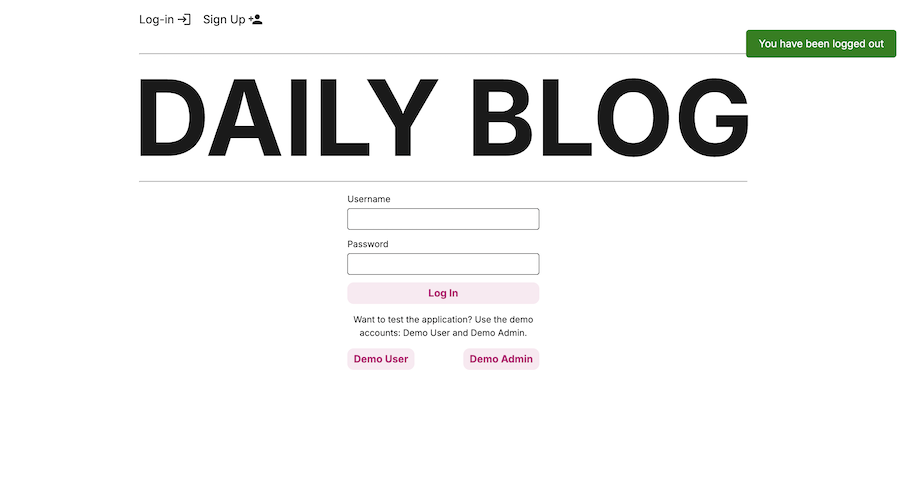 Log-in Sign Up
You have been logged out
DAILY BLOG
Username
Password
Log In
Want to test the application? Use the demo
accounts: Demo User and Demo Admin.
Demo User Demo Admin